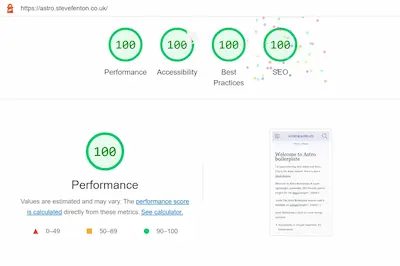 https://astro.stevefenton.co.uk/
100 100 100 100
Performance Accessibility Best Practices SEO
100
Performance
Values are estimated and may vary. The performance score
is calculated directly from these metrics. See calculator.
0–49 50–89 90–100
Welcome to Astro
boilerplate